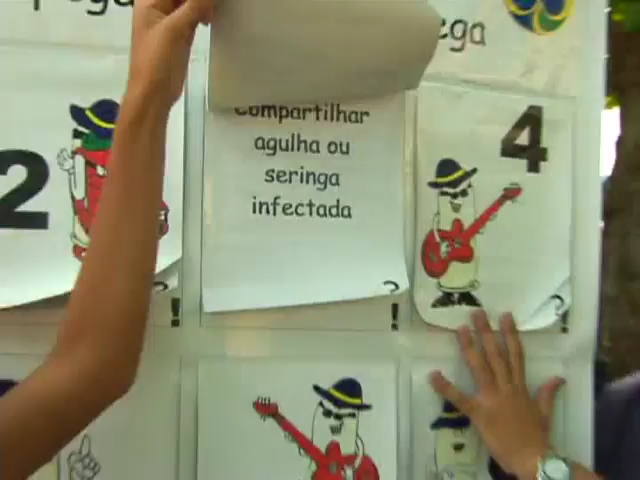 ega
2
Compartilhar
agulha ou
seringa
infectada
4
?
?
?
!
!
!